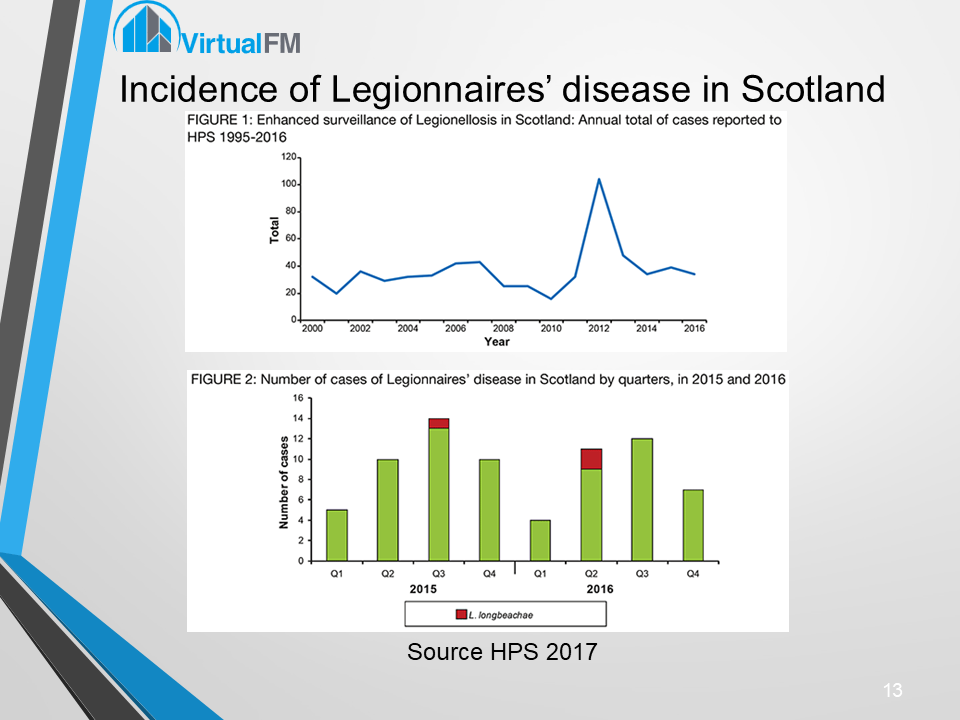 VirtualFM
Incidence of Legionnaires’ disease in Scotland
FIGURE 1: Enhanced surveillance of Legionellosis in Scotland: Annual total of cases reported to
HPS 1995-2016
120
100
80
60
40
20
0
Total
2000 2002 2004 2006 2008 2010 2012 2014 2016
Year
FIGURE 2: Number of cases of Legionnaires’ disease in Scotland by quarters, in 2015 and 2016
16
14
12
10
8
6
4
2
0
Number of cases
Q1 Q2 Q3 Q4 Q1 Q2 Q3 Q4
2015 2016
L. longbeachae
Source HPS 2017
13